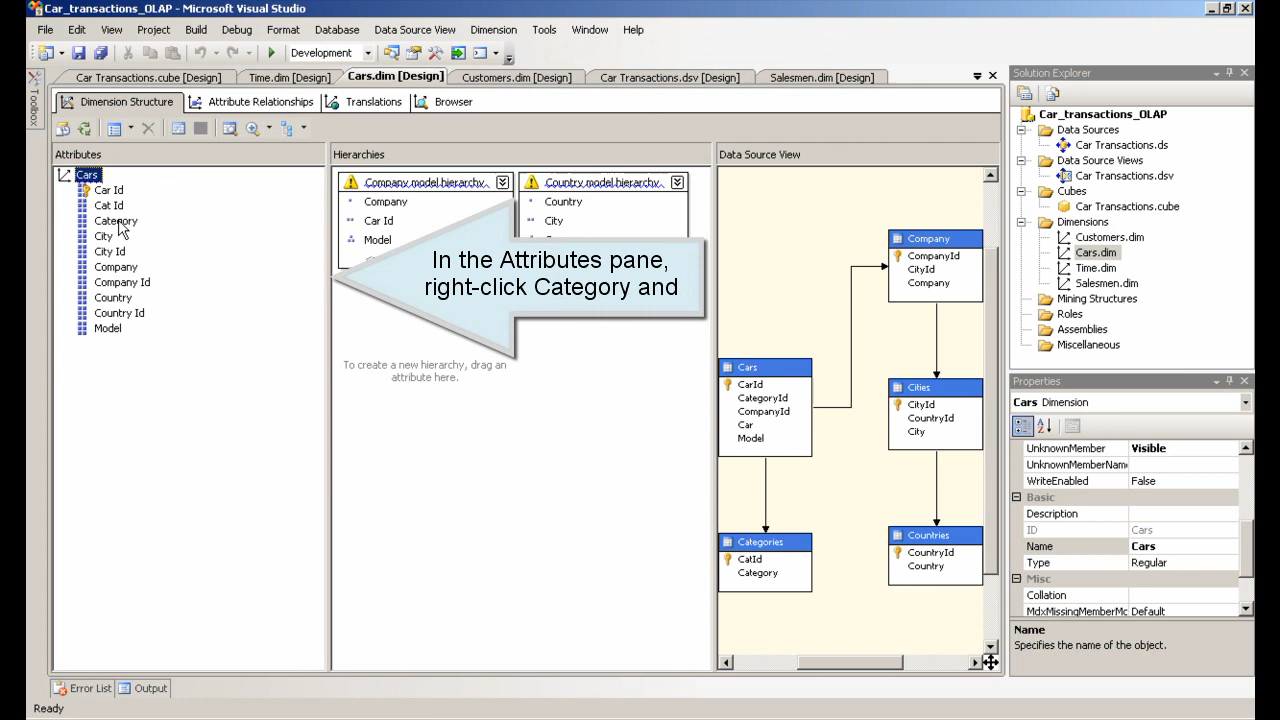 Car_transactions_OLAP - Microsoft Visual Studio
File Edit View Project Build Debug Format Database Data Source View Dimension Tools Window Help
Development
Car Transactions.cube [Design] Time.dim [Design] Cars.dim [Design] Customers.dim [Design] Car Transactions.dsv [Design] Salesmen.dim [Design]
Toolbox
Dimension Structure Attribute Relationships Translations Browser
Attributes
Cars
Car Id
Cat Id
Category
City
City Id
Company
Company Id
Country
Country Id
Model
Hierarchies
Company.model.hierarchy
Company
Car Id
Model
Country.model.hierarchy
Country
City
In the Attributes pane,
right-click Category and
To create a new hierarchy, drag an
attribute here.
Data Source View
Company
CompanyId
CityId
Company
Cars
CarId
CategoryId
CompanyId
Car
Model
Cities
CityId
CountryId
City
Categories
CatId
Category
Countries
CountryId
Country
Solution Explorer
Car_transactions_OLAP
Data Sources
Car Transactions.ds
Data Source Views
Car Transactions.dsv
Cubes
Car Transactions.cube
Dimensions
Customers.dim
Cars.dim
Time.dim
Salesmen.dim
Mining Structures
Roles
Assemblies
Miscellaneous
Properties
Cars Dimension
UnknownMember Visible
UnknownMemberName
WriteEnabled False
Basic
Description
ID Cars
Name Cars
Type Regular
Misc
Collation
MdxMissingMemberMo Default
Name
Specifies the name of the object.
Error List Output
Ready